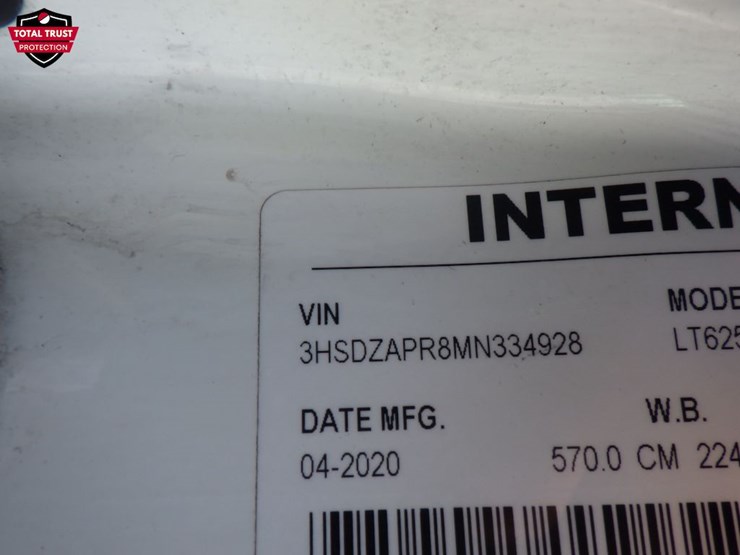 TOTAL TRUST
PROTECTION
INTERN
VIN
3HSDZAPR8MN334928
MODE
LT625
DATE MFG.
04-2020
W.B.
570.0 CM 224